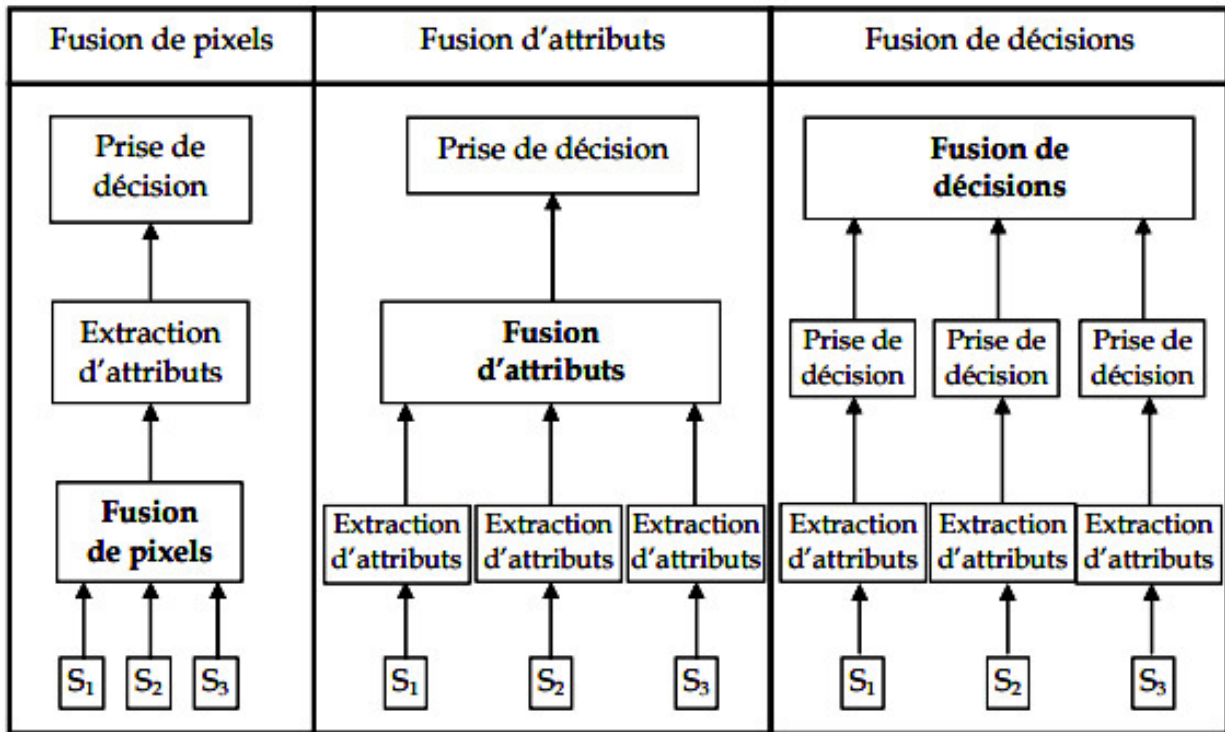 Fusion de pixels
Fusion d'attributs
Fusion de décisions
Prise de
décision
Extraction
d'attributs
Fusion
de pixels
S₁ S₂ S₃
Prise de décision
Fusion
d'attributs
Extraction
d'attributs
Extraction
d'attributs
Extraction
d'attributs
S₁ S₂ S₃
Fusion de
décisions
Prise de
décision
Prise de
décision
Prise de
décision
Extraction
d'attributs
Extraction
d'attributs
Extraction
d'attributs
S₁ S₂ S₃